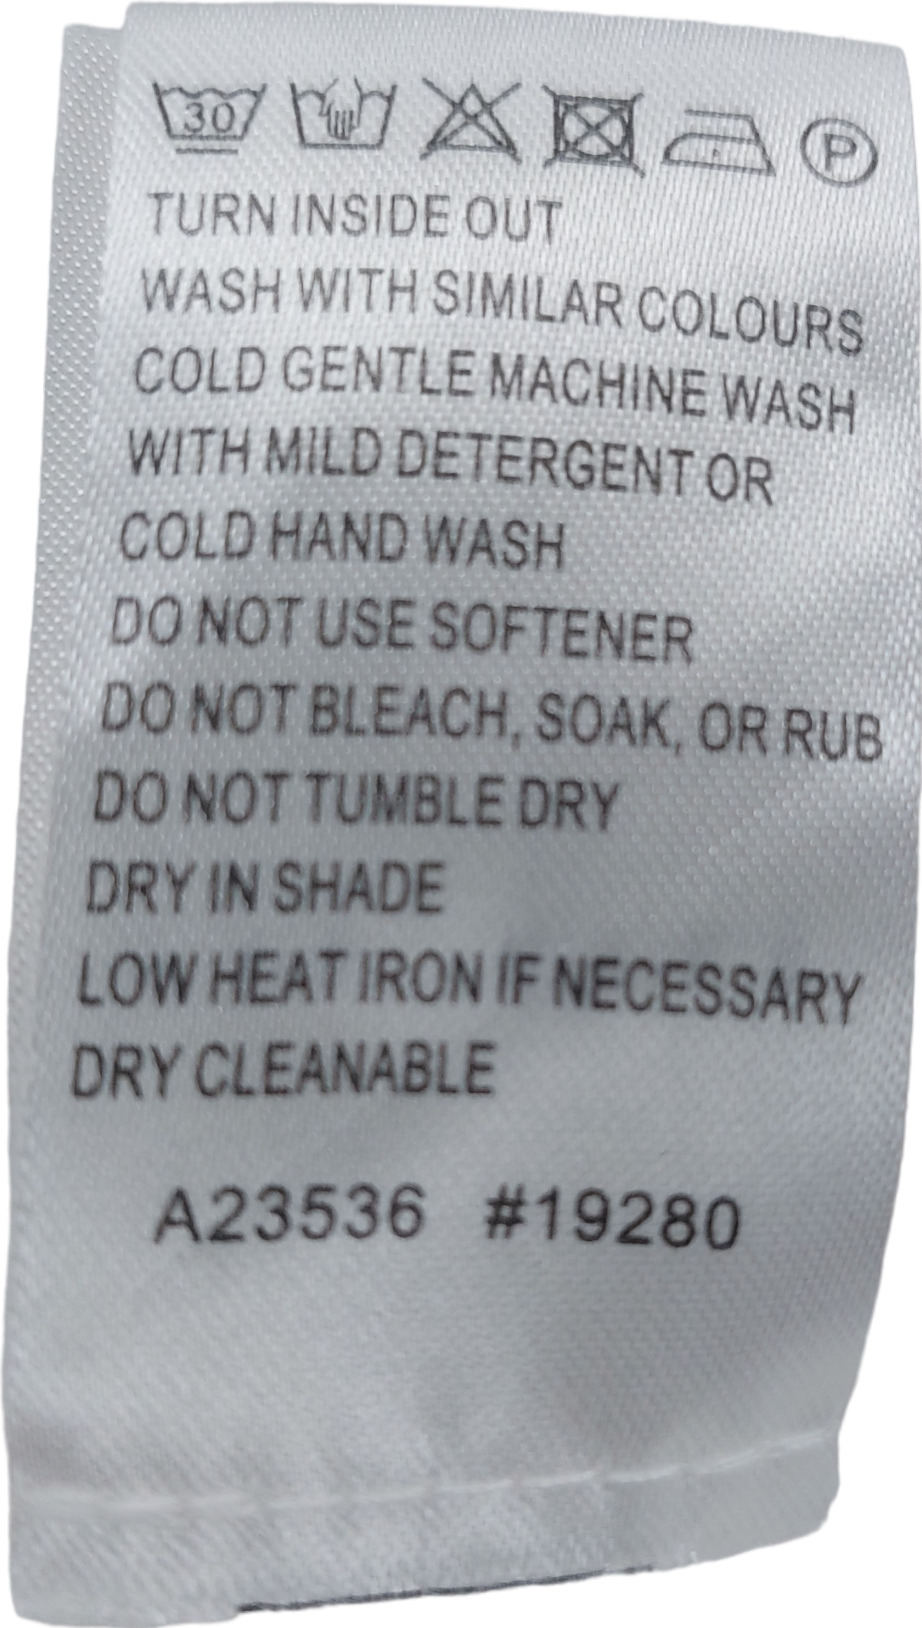 30 P
TURN INSIDE OUT
WASH WITH SIMILAR COLOURS
COLD GENTLE MACHINE WASH
WITH MILD DETERGENT OR
COLD HAND WASH
DO NOT USE SOFTENER
DO NOT BLEACH, SOAK, OR RUB
DO NOT TUMBLE DRY
DRY IN SHADE
LOW HEAT IRON IF NECESSARY
DRY CLEANABLE
A23536 #19280